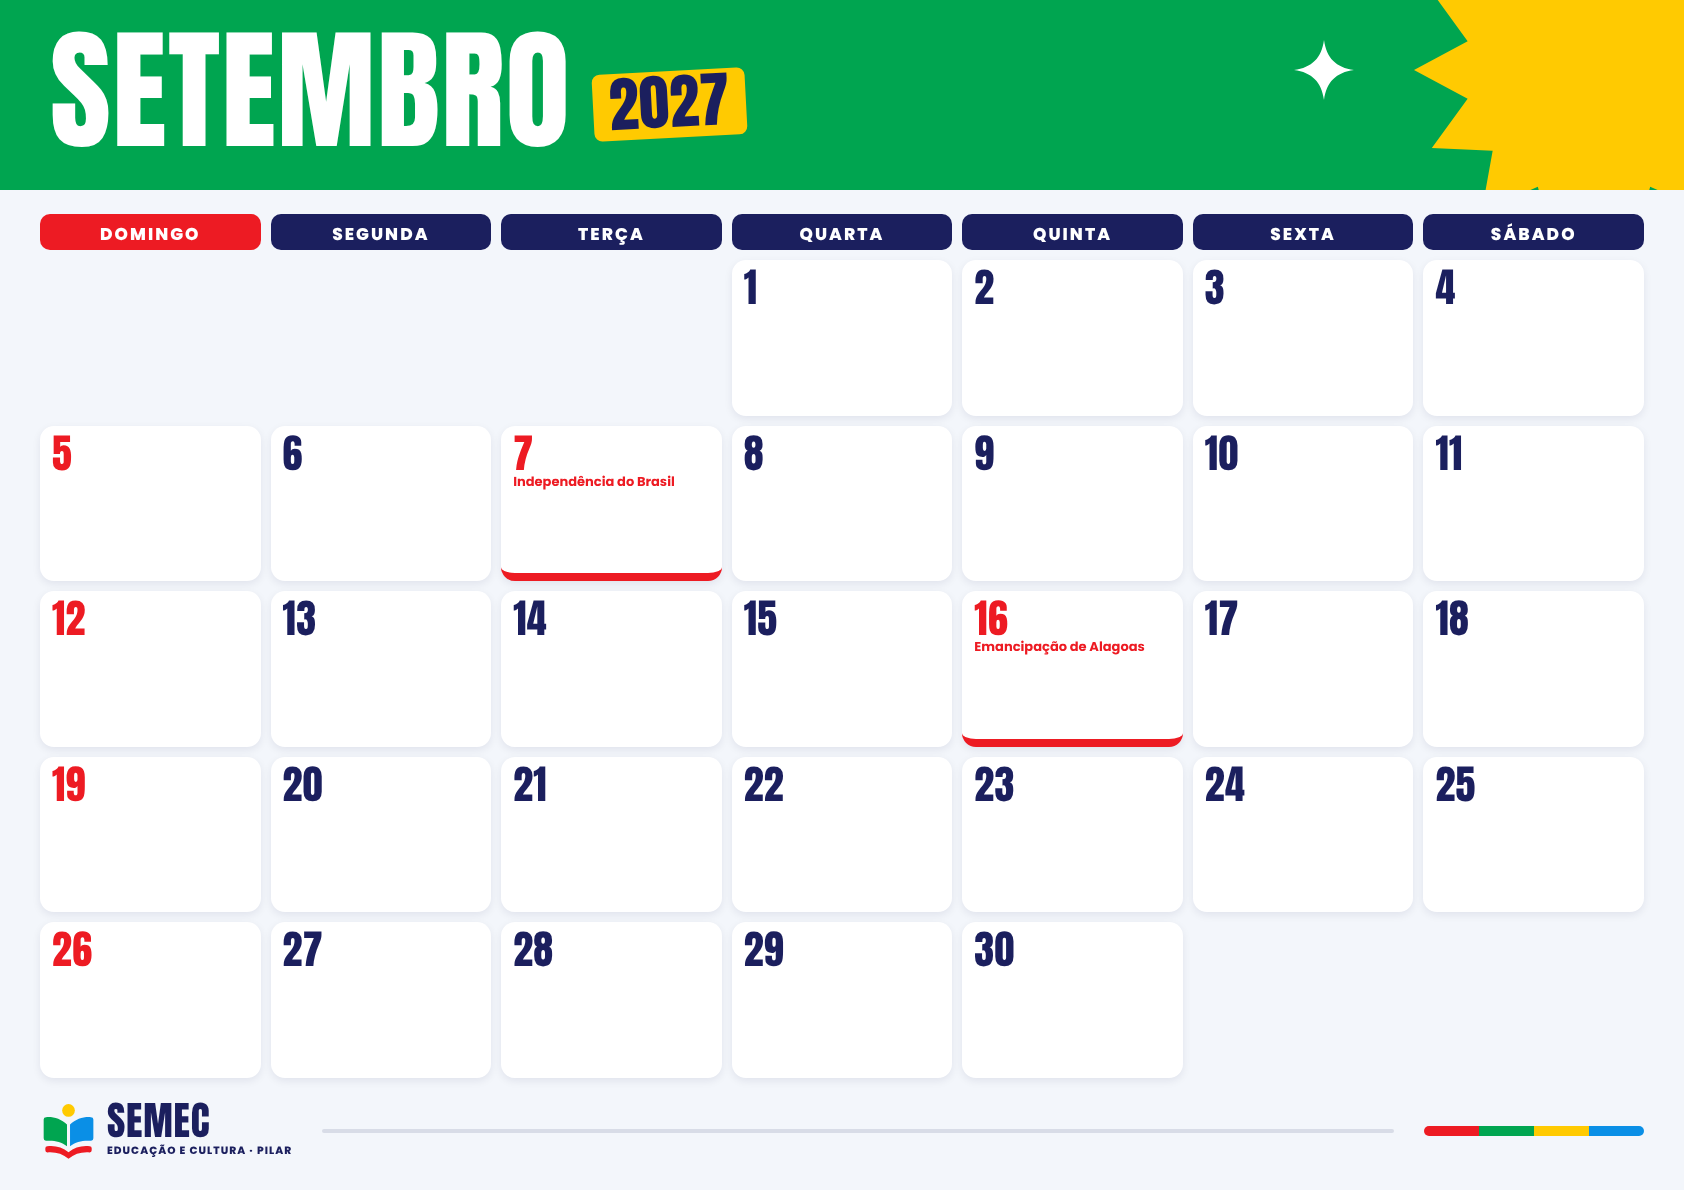 SETEMBRO 2027
DOMINGO SEGUNDA TERÇA QUARTA QUINTA SEXTA SÁBADO
1 2 3 4
5 6 7 8 9 10 11
Independência do Brasil
12 13 14 15 16 17 18
Emancipação de Alagoas
19 20 21 22 23 24 25
26 27 28 29 30
SEMEC
EDUCAÇÃO E CULTURA · PILAR